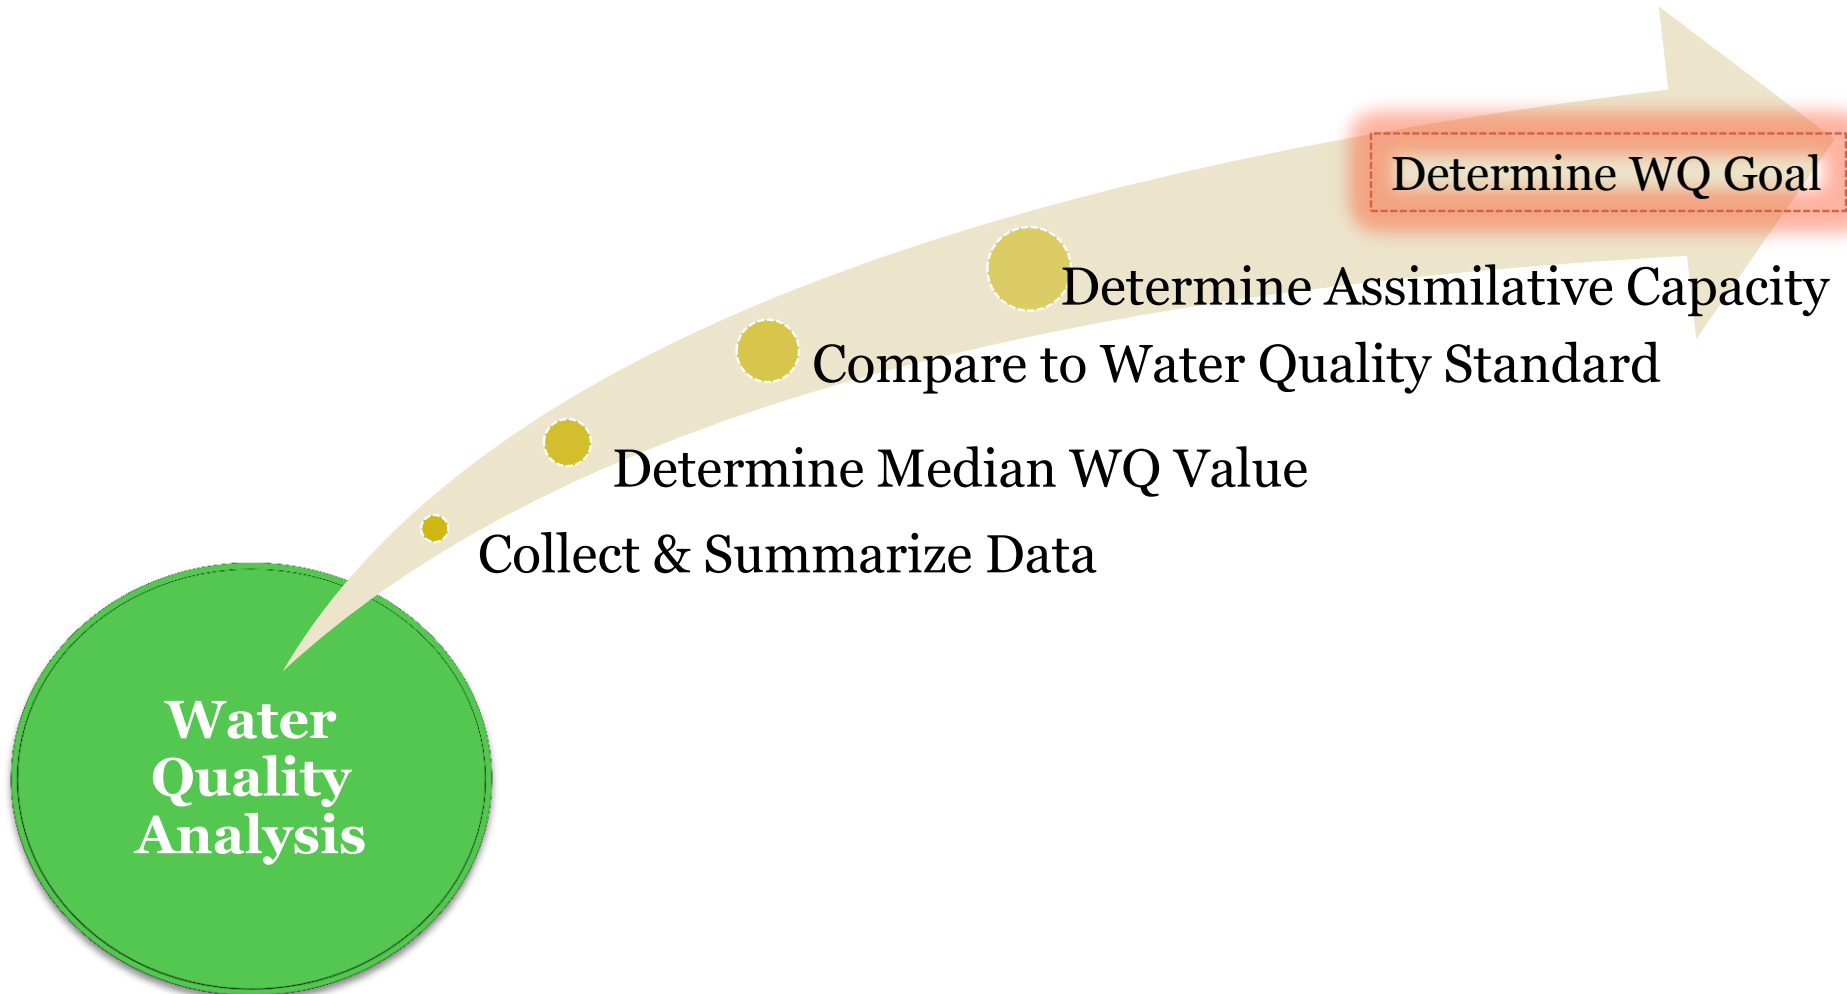 Determine WQ Goal
Determine Assimilative Capacity
Compare to Water Quality Standard
Determine Median WQ Value
Collect & Summarize Data
Water
Quality
Analysis